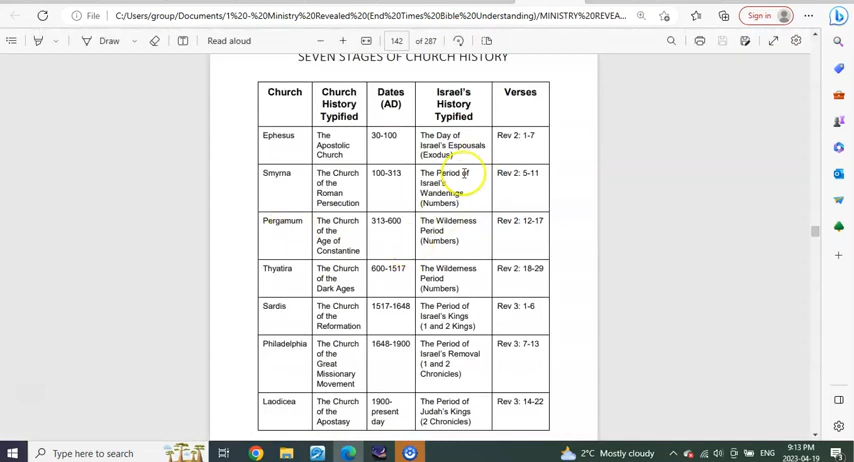 File
C:/Users/group/Documents/1%20-%20Ministry%20Revealed(End%20Times%20Bible%20Understanding)/MINISTRY%20REVEA...
Sign in
Draw
Read aloud
142 of 287
SEVEN STAGES OF CHURCH HISTORY
Church
Church
History
Typified
Dates
(AD)
Israel's
History
Typified
Verses
Ephesus
The
Apostolic
Church
30-100
The Day of
Israel's Espousals
(Exodus)
Rev 2: 1-7
Smyrna
The Church
of the
Roman
Persecution
100-313
The Period of
Israel's
Wanderings
(Numbers)
Rev 2: 5-11
Pergamum
The Church
of the
Age of
Constantine
313-600
The Wilderness
Period
(Numbers)
Rev 2: 12-17
Thyatira
The Church
of the
Dark Ages
600-1517
The Wilderness
Period
(Numbers)
Rev 2: 18-29
Sardis
The Church
of the
Reformation
1517-1648
The Period of
Israel's Kings
(1 and 2 Kings)
Rev 3: 1-6
Philadelphia
The Church
of the
Great
Missionary
Movement
1648-1900
The Period of
Israel's Removal
(1 and 2
Chronicles)
Rev 3: 7-13
Laodicea
The Church
of the
Apostasy
1900-
present
day
The Period of
Judah's Kings
(2 Chronicles)
Rev 3: 14-22
Type here to search
2°C Mostly cloudy
ENG
9:13 PM
2023-04-19